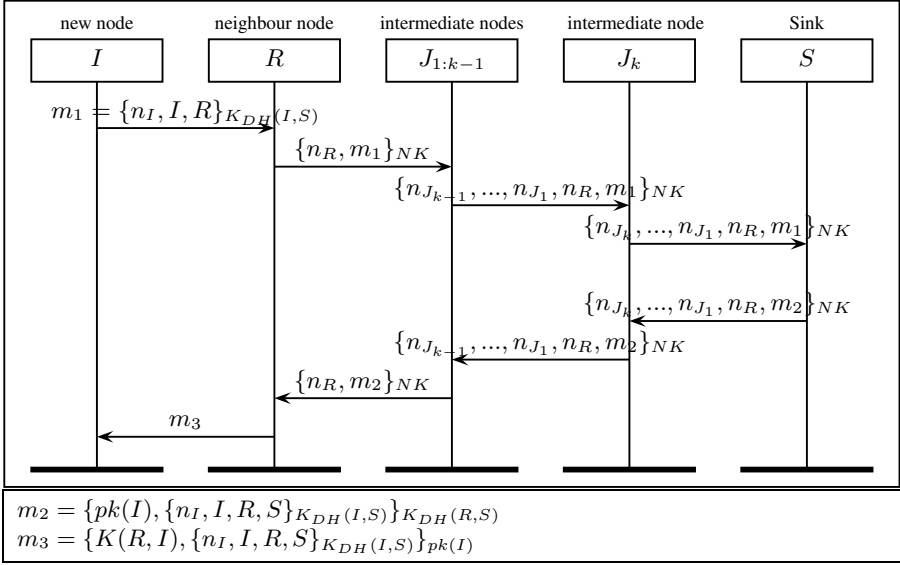 new node neighbour node intermediate nodes intermediate node Sink
I R J_{1:k−1} J_k S
m_1 = {n_I, I, R}_{K_{DH}(I,S)}
{n_R, m_1}_{NK}
{n_{J_{k−1}}, ..., n_{J_1}, n_R, m_1}_{NK}
{n_{J_k}, ..., n_{J_1}, n_R, m_1}_{NK}
{n_{J_k}, ..., n_{J_1}, n_R, m_2}_{NK}
{n_{J_{k−1}}, ..., n_{J_1}, n_R, m_2}_{NK}
{n_R, m_2}_{NK}
m_3
m_2 = {pk(I), {n_I, I, R, S}_{K_{DH}(I,S)}}_{K_{DH}(R,S)}
m_3 = {K(R, I), {n_I, I, R, S}_{K_{DH}(I,S)}}_{pk(I)}